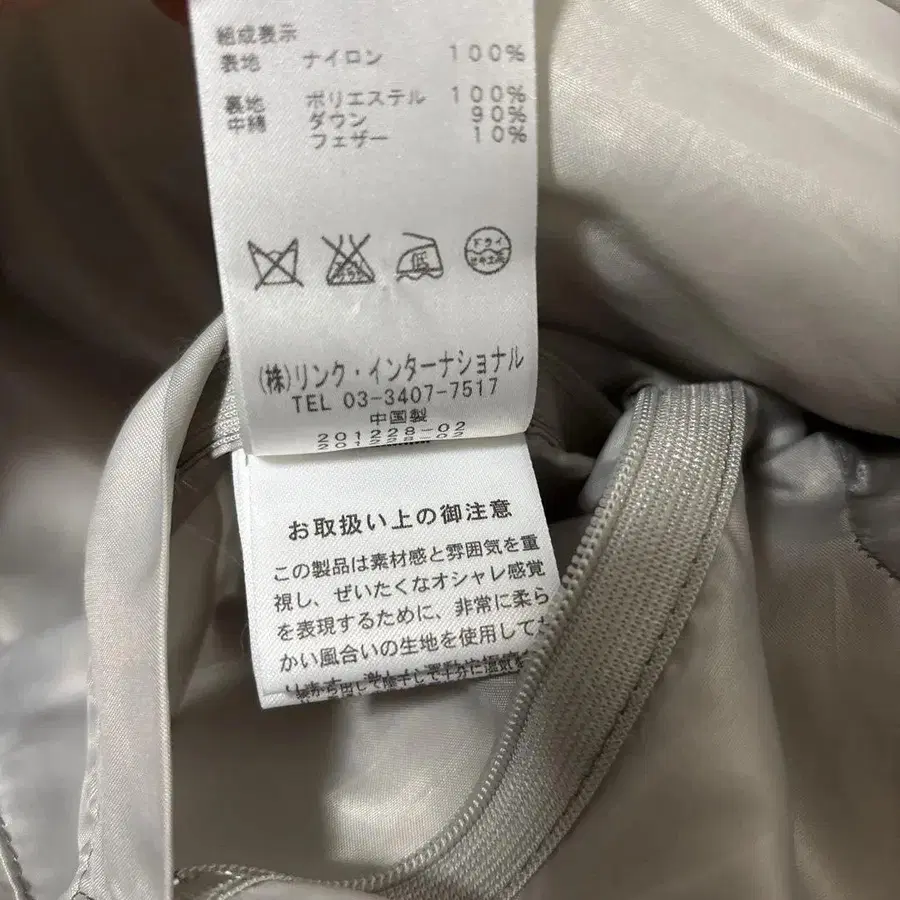 組成表示
表地 ナイロン 100%
裏地 ポリエステル 100%
中綿 ダウン 90%
フェザー 10%
低
ドライ
セキユ系
(株)リンク・インターナショナル
TEL 03-3407-7517
中国製
201228-02
お取扱い上の御注意
この製品は素材感と雰囲気を重
視し、ぜいたくなオシャレ感覚
を表現するために、非常に柔ら
かい風合いの生地を使用してお